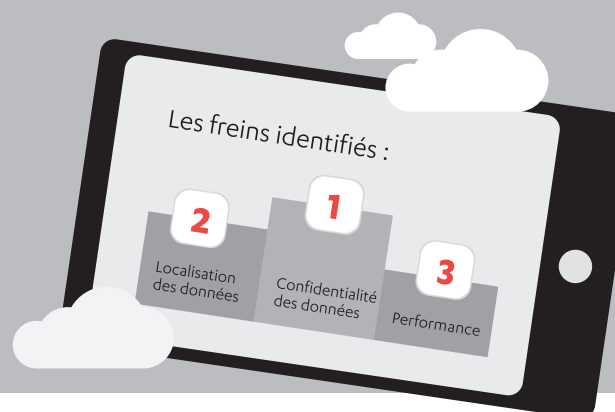 Les freins identifiés :
1
2
3
Localisation
des données
Confidentialité
des données
Performance